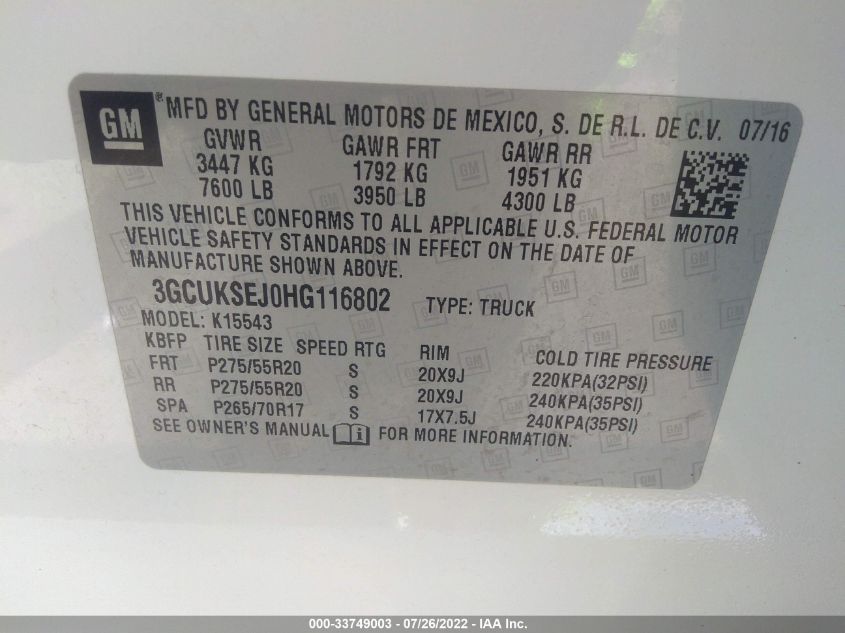 GM ® MFD BY GENERAL MOTORS DE MEXICO, S. DE R.L. DE C.V. 07/16
GVWR GAWR FRT GAWR RR
3447 KG 1792 KG 1951 KG
7600 LB 3950 LB 4300 LB
THIS VEHICLE CONFORMS TO ALL APPLICABLE U.S. FEDERAL MOTOR
VEHICLE SAFETY STANDARDS IN EFFECT ON THE DATE OF
MANUFACTURE SHOWN ABOVE.
3GCUKSEJ0HG116802 TYPE: TRUCK
MODEL: K15543
KBFP TIRE SIZE SPEED RTG RIM COLD TIRE PRESSURE
FRT P275/55R20 S 20X9J 220KPA(32PSI)
RR P275/55R20 S 20X9J 240KPA(35PSI)
SPA P265/70R17 S 17X7.5J 240KPA(35PSI)
SEE OWNER'S MANUAL i FOR MORE INFORMATION.
000-33749003 - 07/26/2022 - IAA Inc.